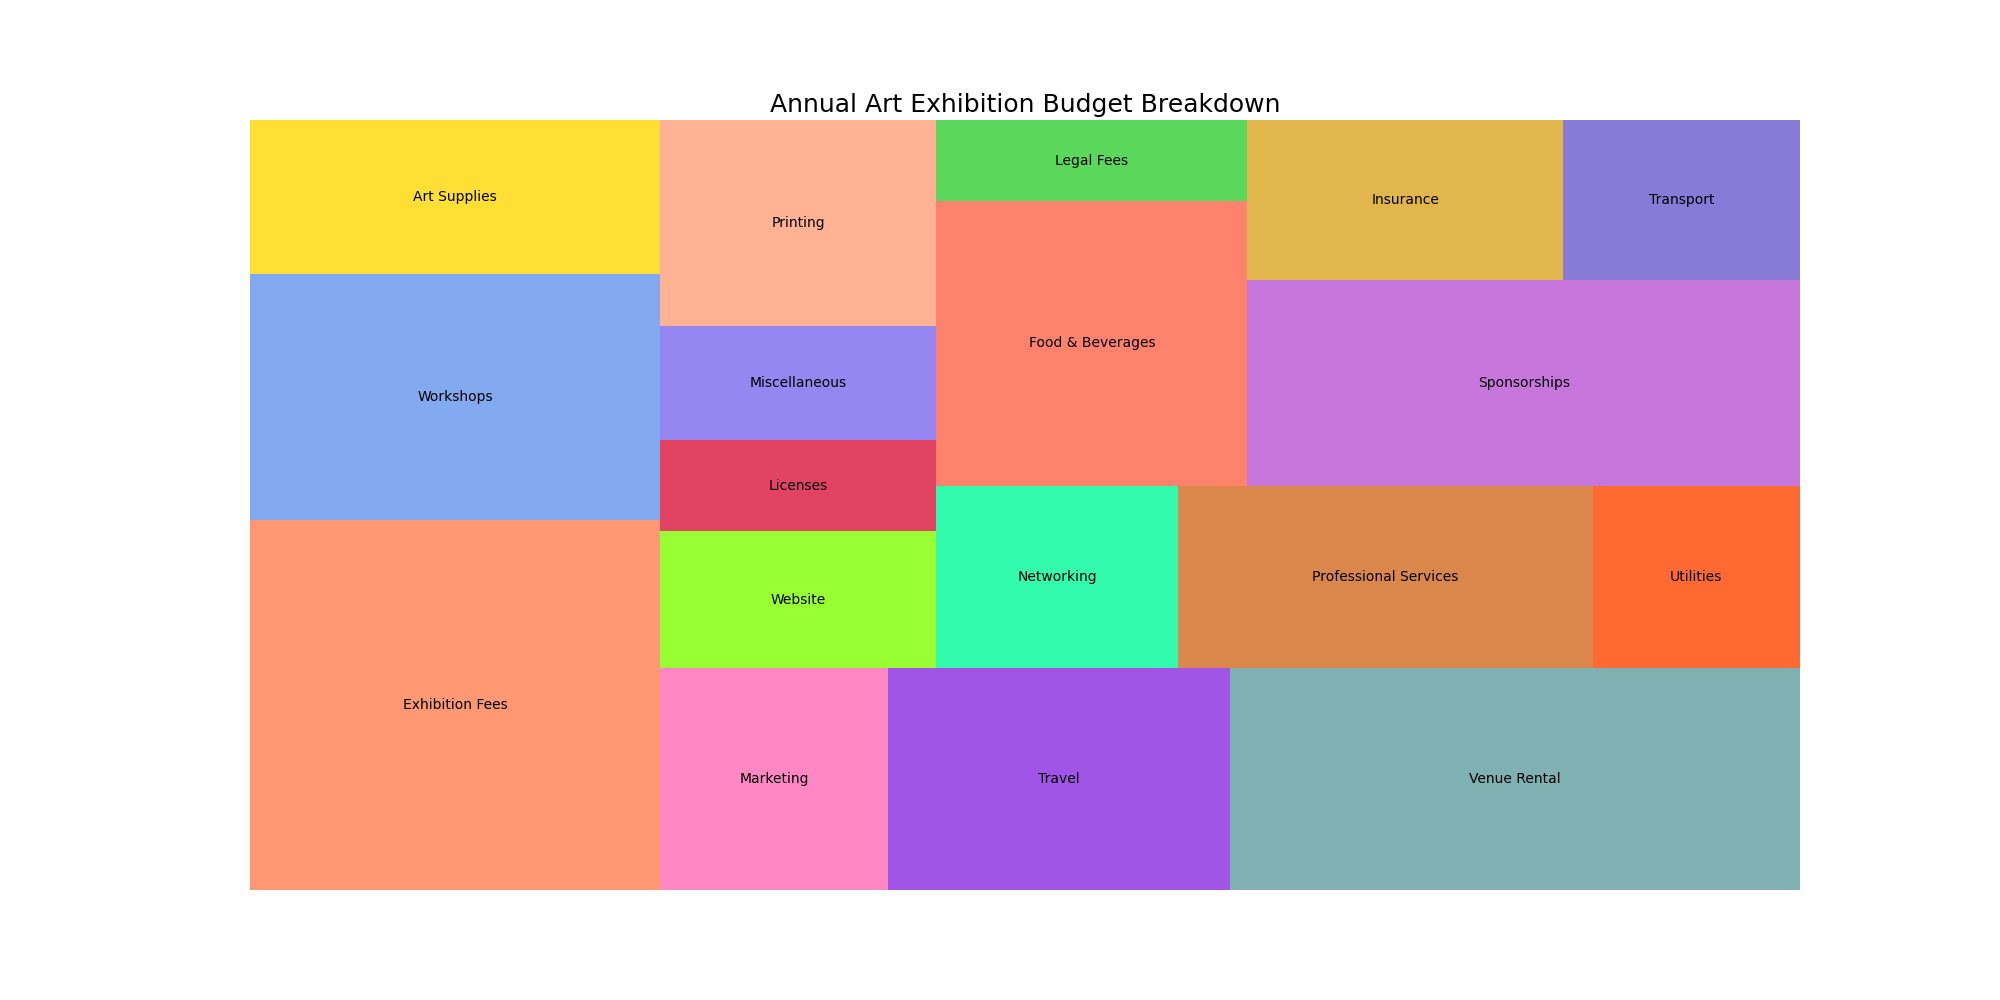 Annual Art Exhibition Budget Breakdown
Art Supplies
Printing
Legal Fees
Insurance
Transport
Food & Beverages
Sponsorships
Workshops
Miscellaneous
Licenses
Website
Networking
Professional Services
Utilities
Exhibition Fees
Marketing
Travel
Venue Rental